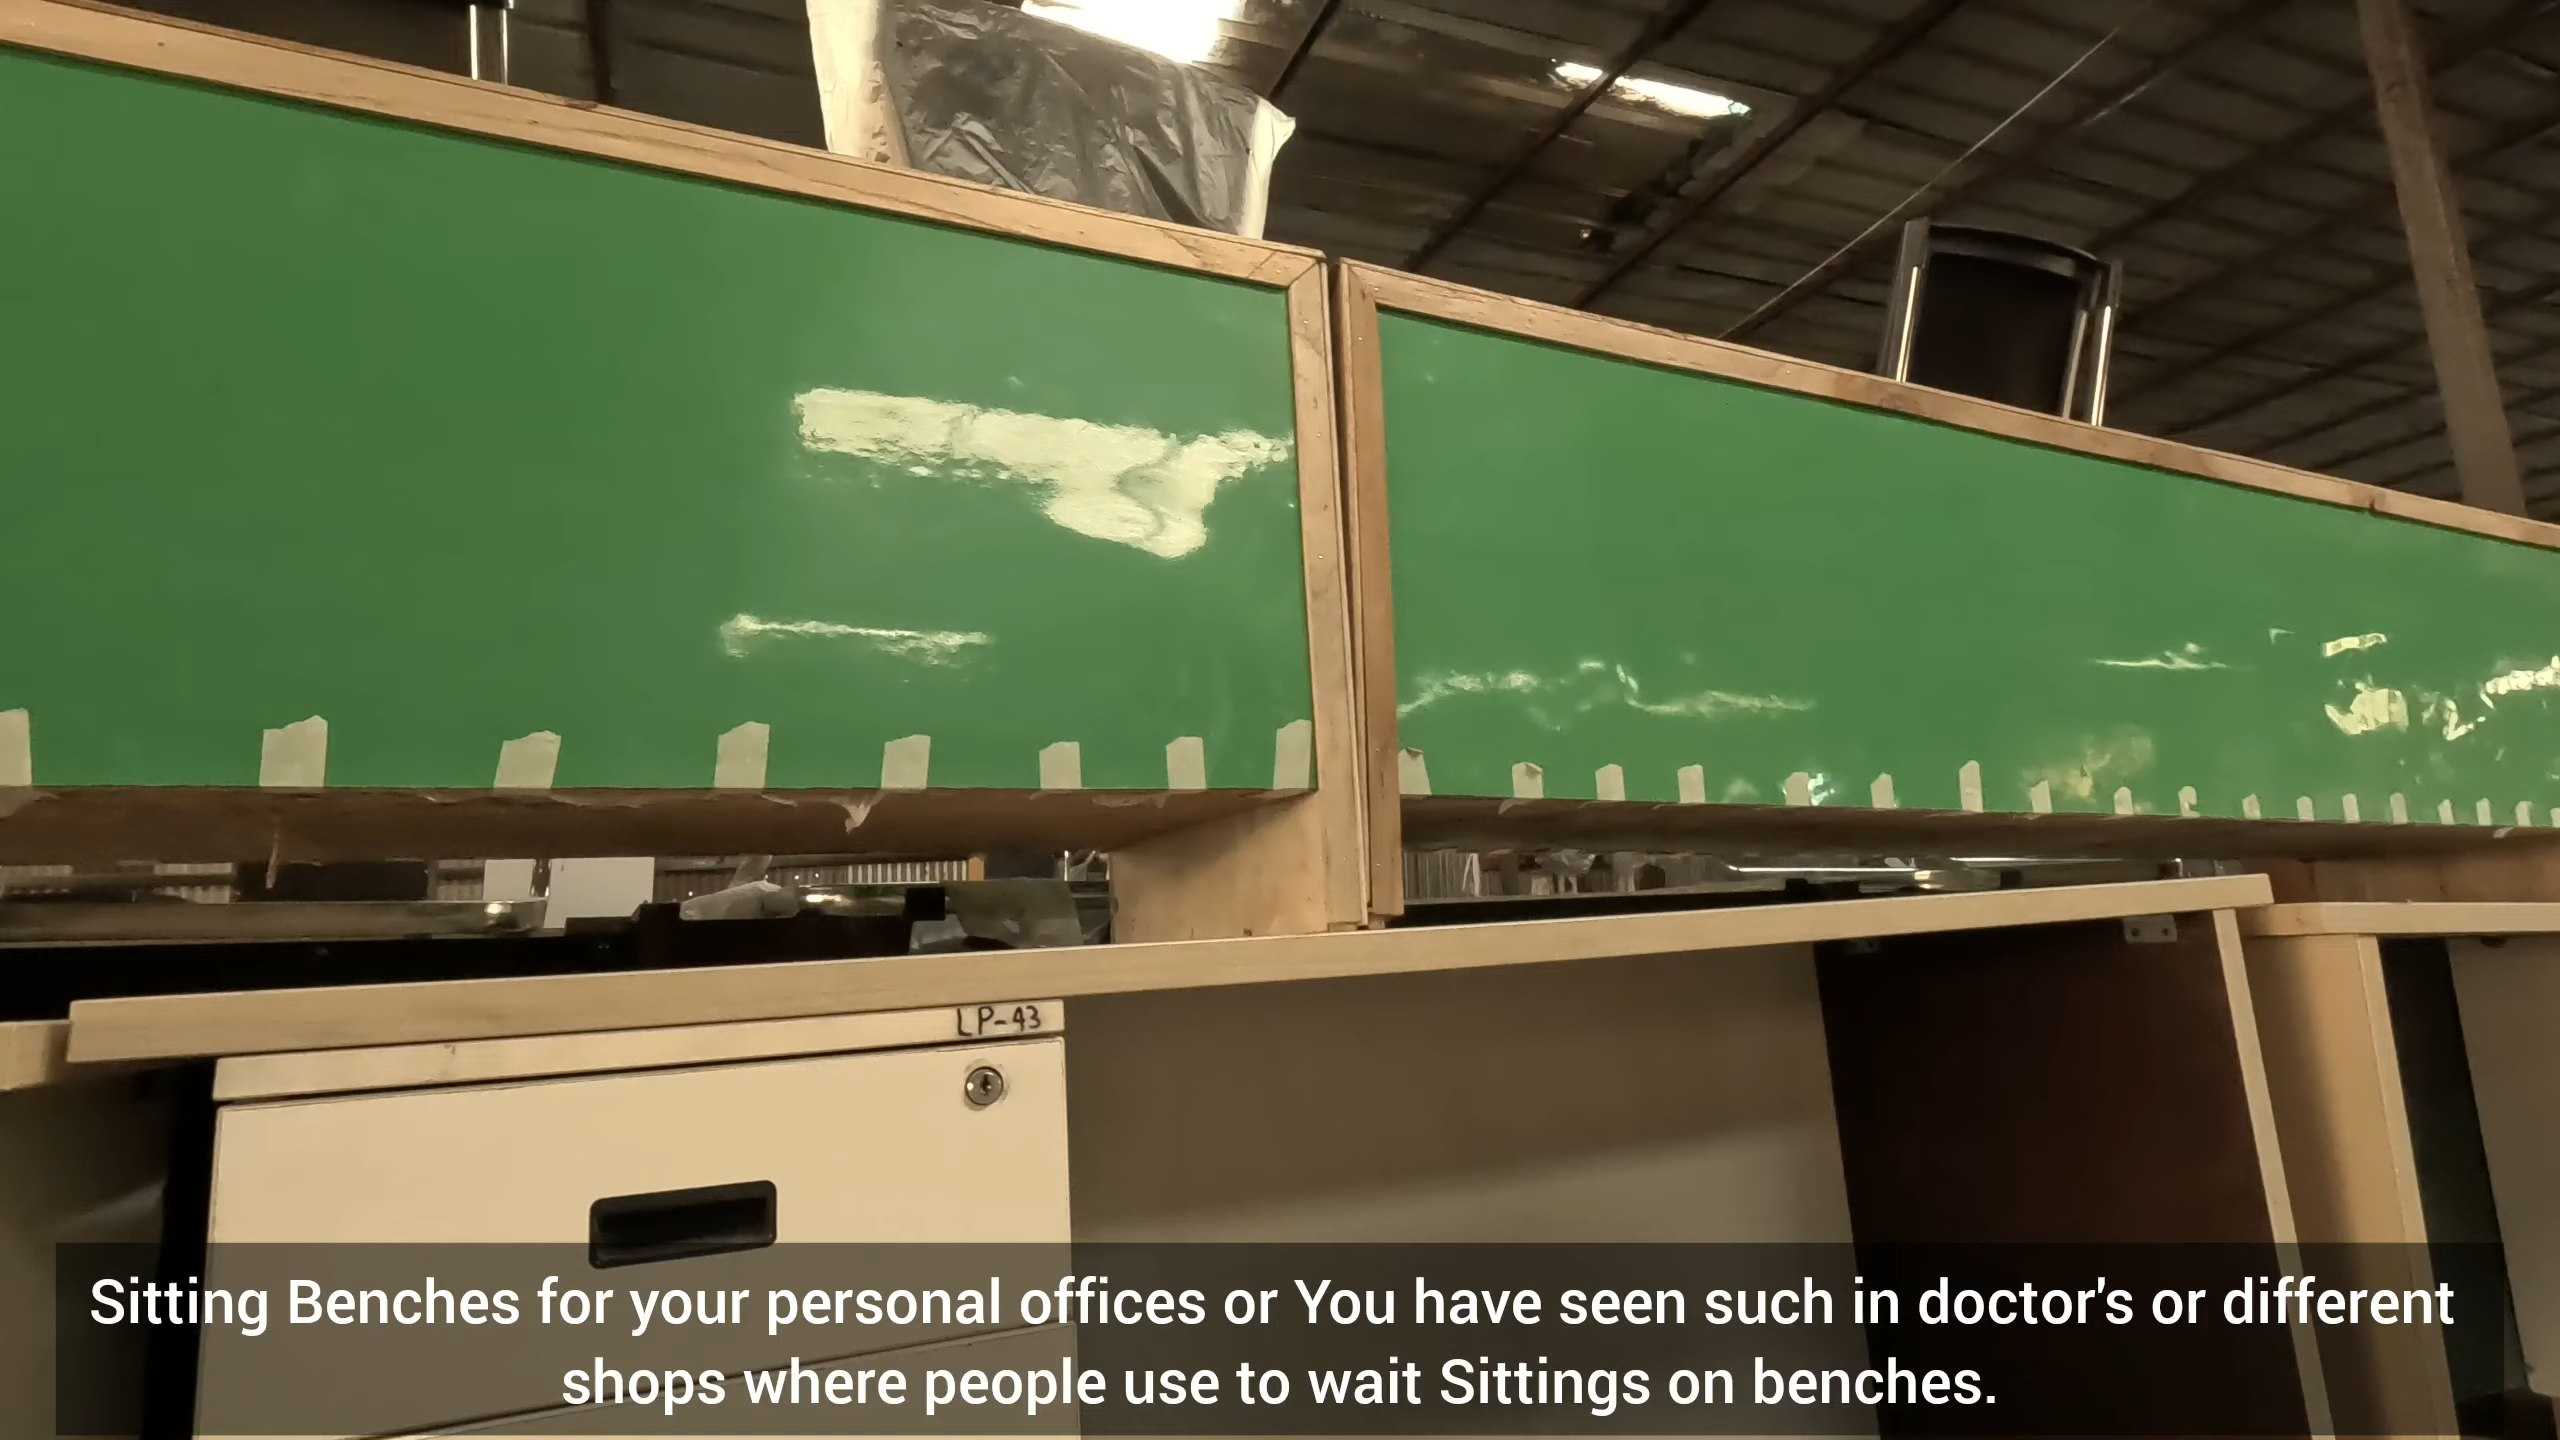 LP-43
Sitting Benches for your personal offices or You have seen such in doctor's or different
shops where people use to wait Sittings on benches.